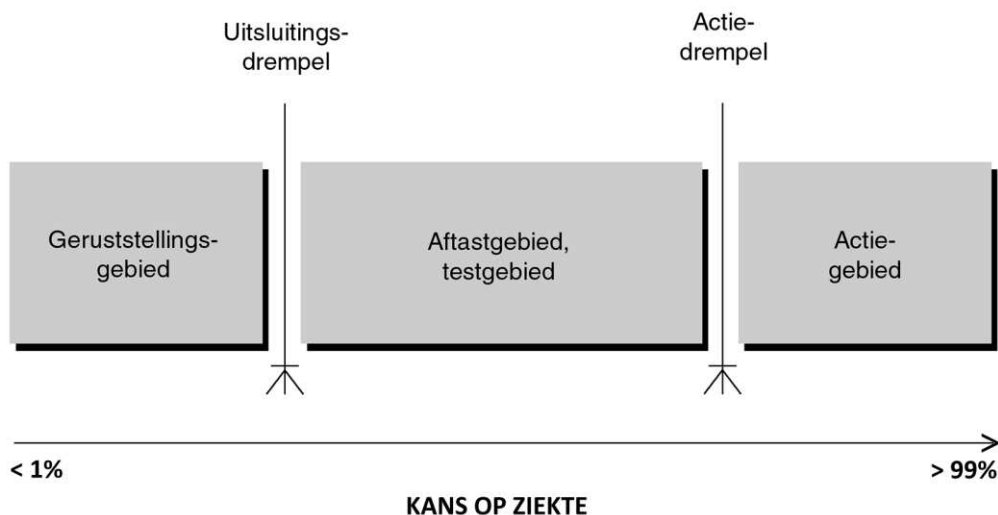 Uitsluitings-
drempel
Actie-
drempel
Geruststellings-
gebied
Aftastgebied,
testgebied
Actie-
gebied
< 1%
> 99%
KANS OP ZIEKTE